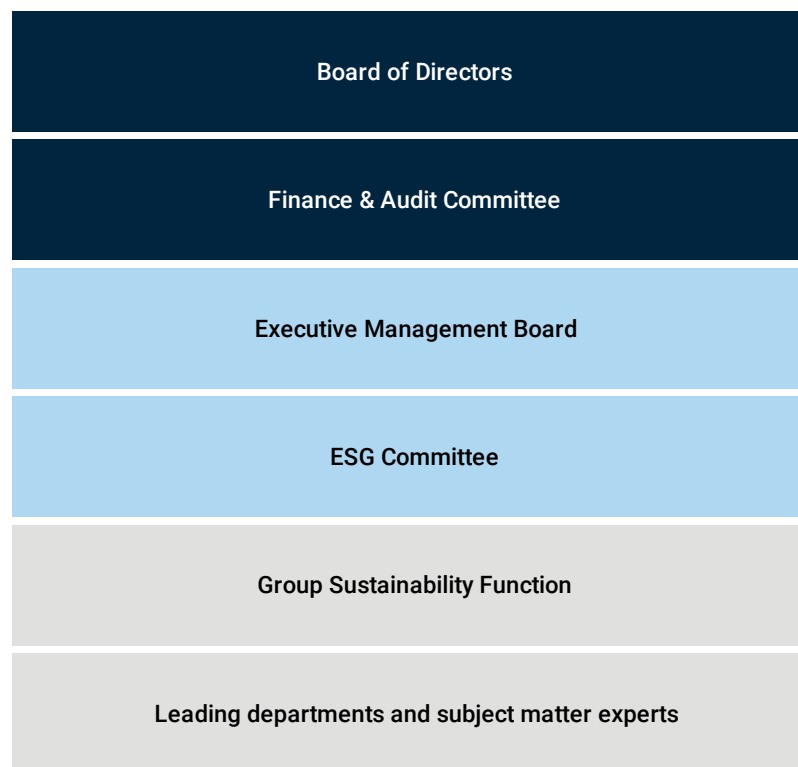 Board of Directors
Finance & Audit Committee
Executive Management Board
ESG Committee
Group Sustainability Function
Leading departments and subject matter experts